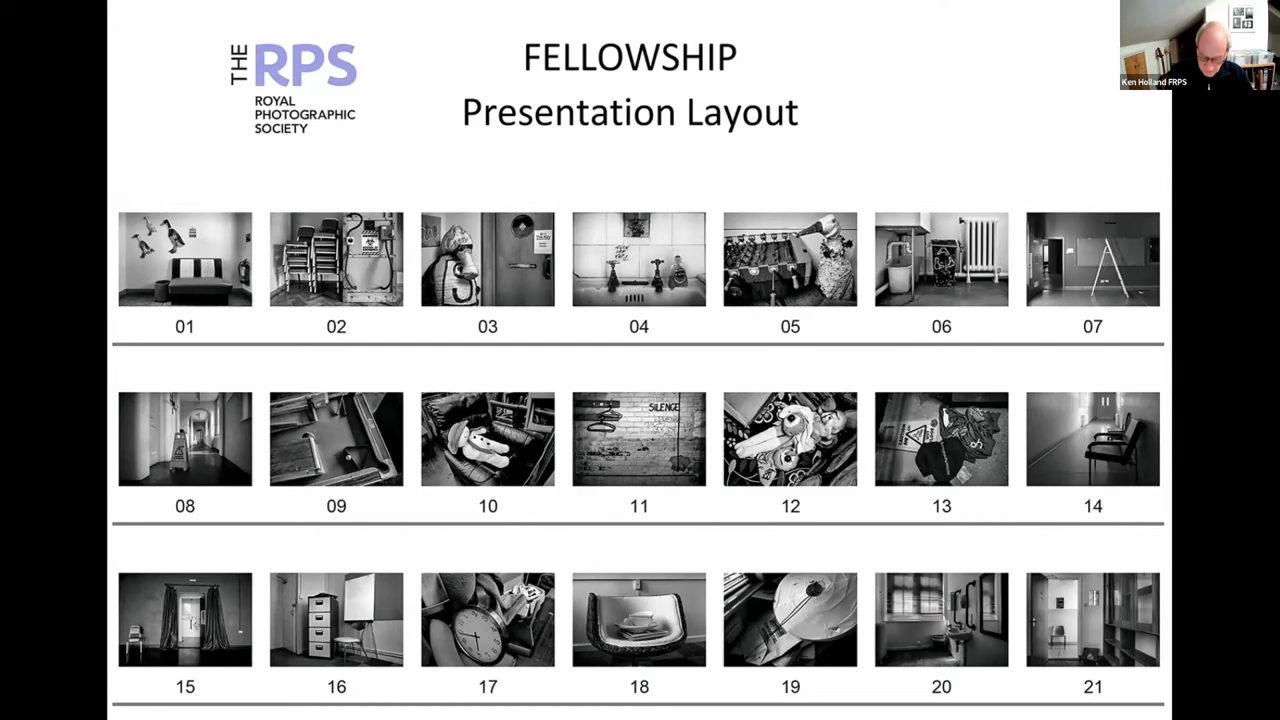 THE RPS
ROYAL
PHOTOGRAPHIC
SOCIETY
FELLOWSHIP
Presentation Layout
Ken Holland FRPS
01 02 03 04 05 06 07
SILENCE
08 09 10 11 12 13 14
15 16 17 18 19 20 21